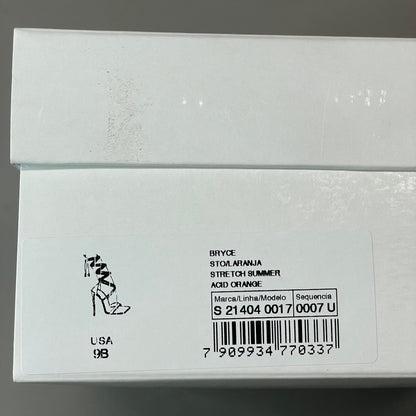 BRYCE
STO/LARANJA
STRETCH SUMMER
ACID ORANGE
Marca/Linha/Modelo Sequencia
S 21404 0017 0007 U
USA
9B
7 909934 770337